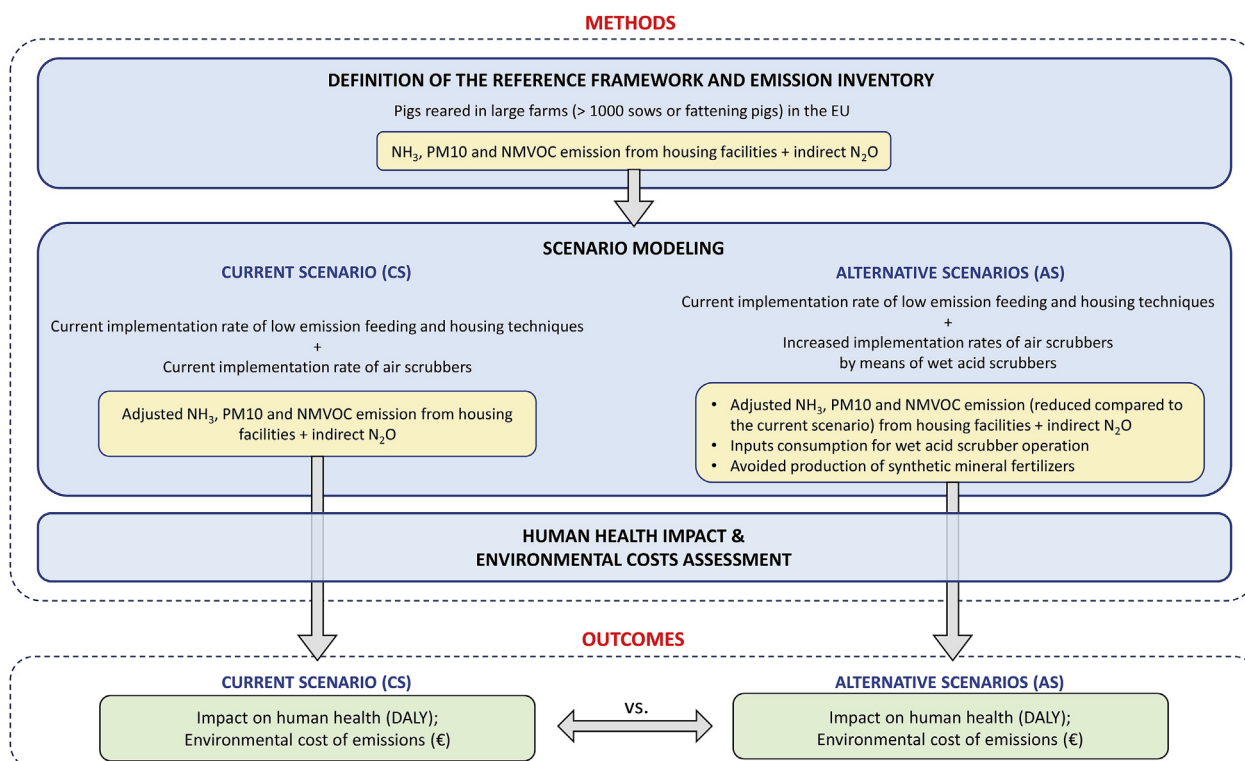 METHODS
DEFINITION OF THE REFERENCE FRAMEWORK AND EMISSION INVENTORY
Pigs reared in large farms (> 1000 sows or fattening pigs) in the EU
NH₃, PM10 and NMVOC emission from housing facilities + indirect N₂O
SCENARIO MODELING
CURRENT SCENARIO (CS)
Current implementation rate of low emission feeding and housing techniques
+
Current implementation rate of air scrubbers
Adjusted NH₃, PM10 and NMVOC emission from housing
facilities + indirect N₂O
ALTERNATIVE SCENARIOS (AS)
Current implementation rate of low emission feeding and housing techniques
+
Increased implementation rates of air scrubbers
by means of wet acid scrubbers
• Adjusted NH₃, PM10 and NMVOC emission (reduced compared to
the current scenario) from housing facilities + indirect N₂O
• Inputs consumption for wet acid scrubber operation
• Avoided production of synthetic mineral fertilizers
HUMAN HEALTH IMPACT &
ENVIRONMENTAL COSTS ASSESSMENT
OUTCOMES
CURRENT SCENARIO (CS)
Impact on human health (DALY);
Environmental cost of emissions (€)
vs.
ALTERNATIVE SCENARIOS (AS)
Impact on human health (DALY);
Environmental cost of emissions (€)